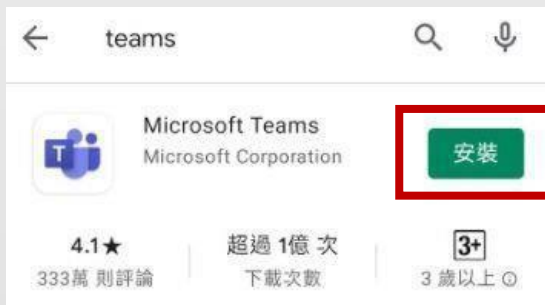 teams
Microsoft Teams
Microsoft Corporation
安裝
T
4.1★
超過 1億 次
3+
333萬 則評論
下載次數
3 歲以上 ⓘ